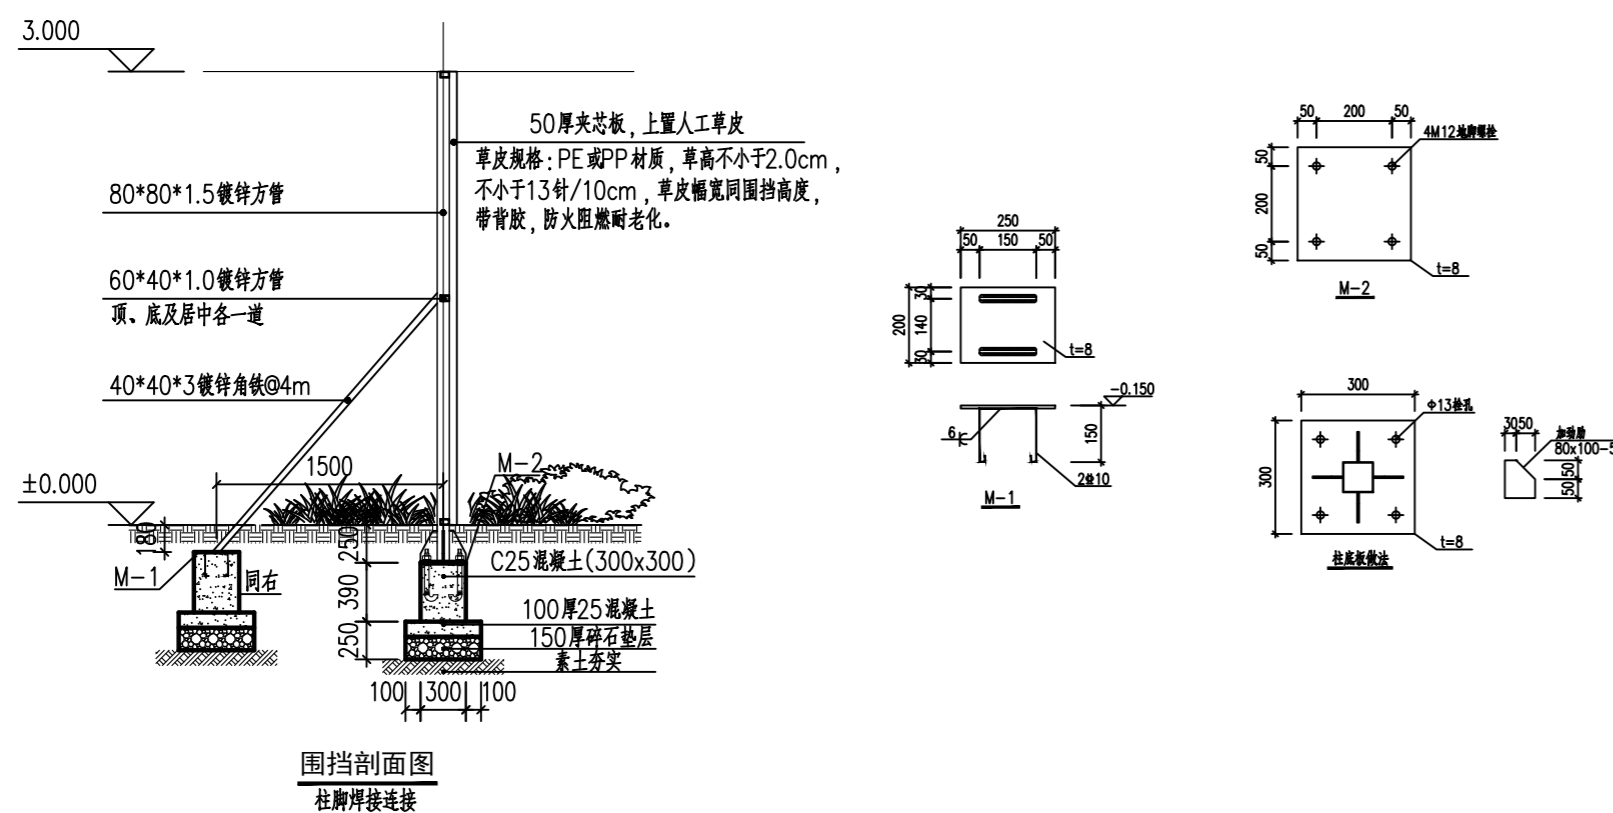 3.000
50厚夹芯板，上置人工草皮
草皮规格：PE或PP材质，草高不小于2.0cm，
不小于13针/10cm，草皮幅宽同围挡高度，
带背胶，防火阻燃耐老化。
80*80*1.5镀锌方管
60*40*1.0镀锌方管
顶、底及居中各一道
40*40*3镀锌角铁@4m
1500
M-2
±0.000
180
250
M-1
同右
390
250
C25混凝土(300x300)
100厚25混凝土
150厚碎石垫层
素土夯实
100 300 100
围挡剖面图
柱脚焊接连接
250
50 150 50
200
30
140
30
t=8
-0.150
6
150
2⌀10
M-1
50 200 50
4M12地脚螺栓
50
200
50
t=8
M-2
300
Φ13栓孔
300
t=8
柱底板做法
30 50
加劲肋
80x100-5
50
50